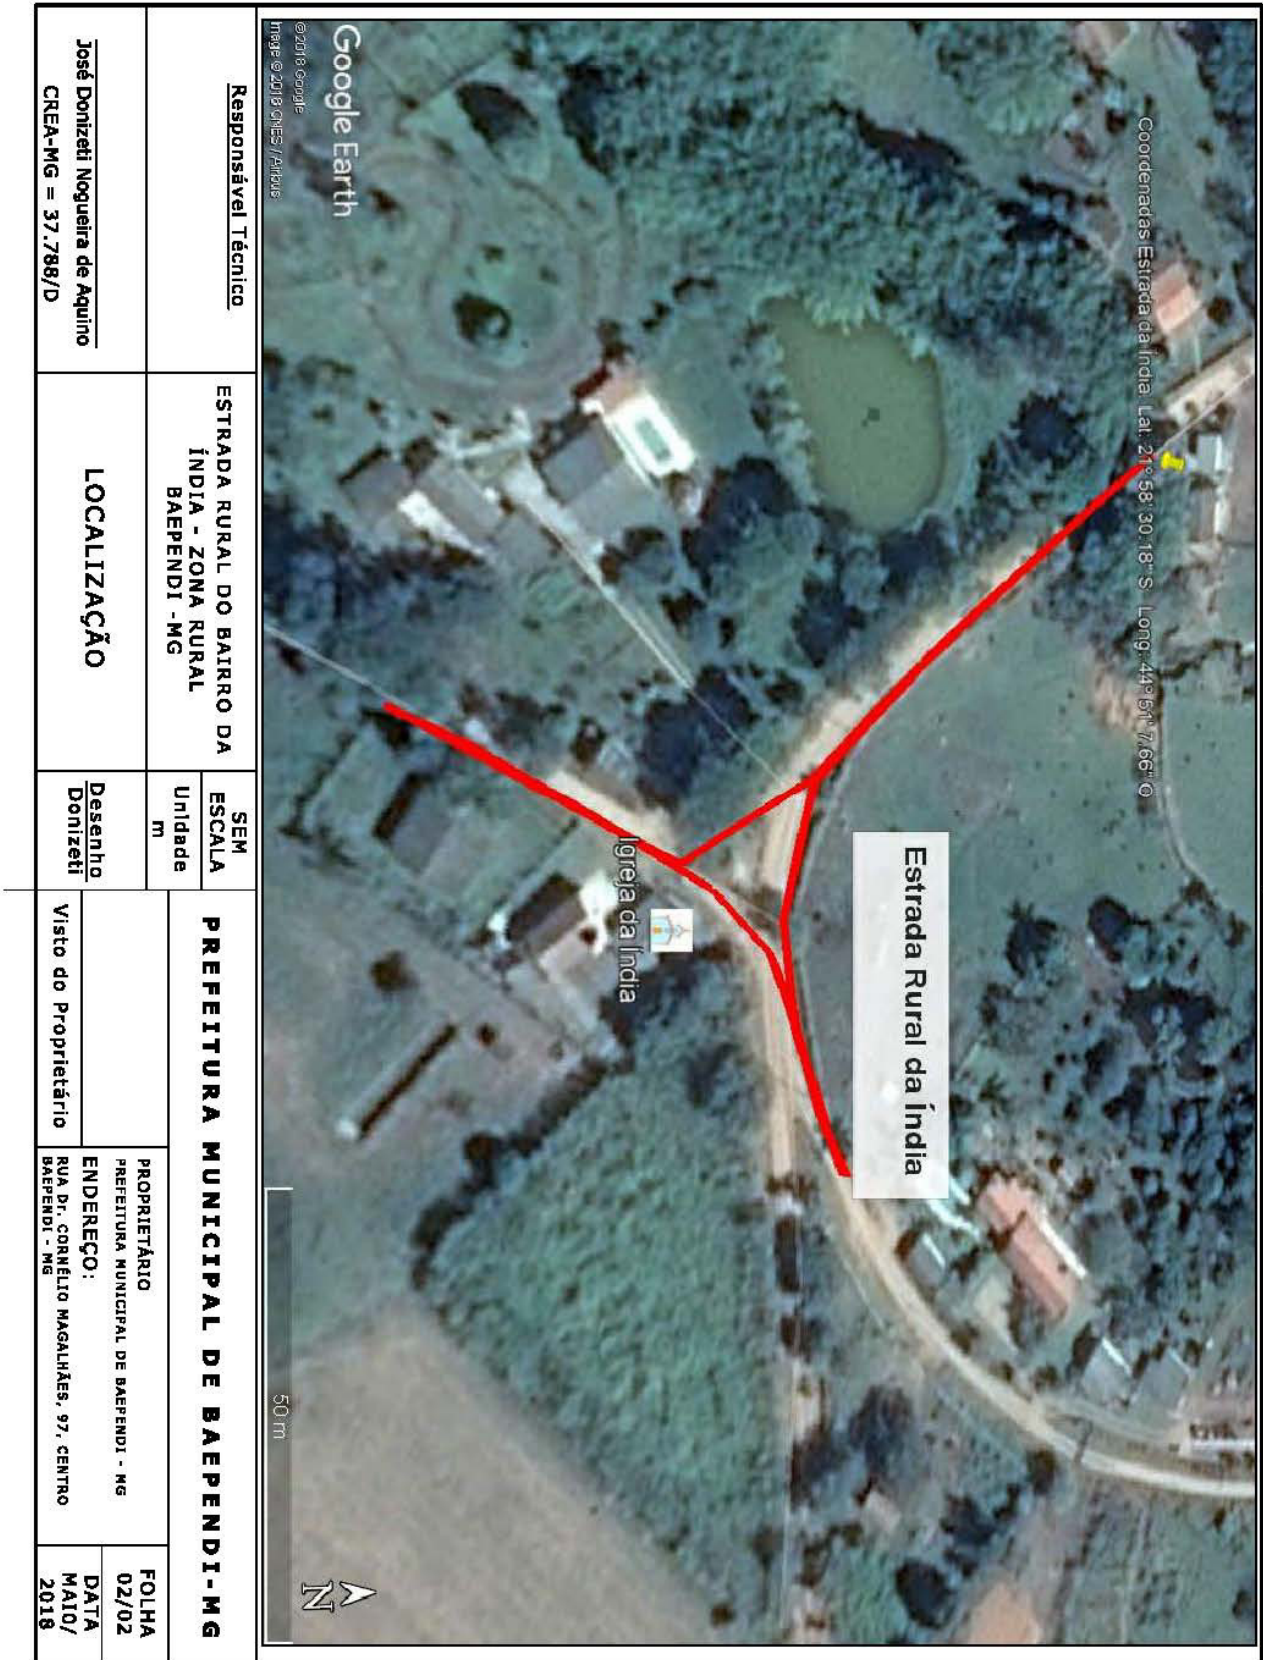 Coordenadas Estrada da Índia. Lat: 21°58'30.18"S Long: 44°51'7.66"O
Estrada Rural da Índia
Igreja da Índia
Google Earth
©2018 Google
Image © 2018 CNES / Airbus
50 m
N
Responsável Técnico
José Donizeti Nogueira de Aquino
CREA-MG = 37.788/D
ESTRADA RURAL DO BAIRRO DA
ÍNDIA - ZONA RURAL
BAEPENDI -MG
LOCALIZAÇÃO
SEM
ESCALA
Unidade
m
Desenho
Donizeti
PREFEITURA MUNICIPAL DE BAEPENDI-MG
Visto do Proprietário
PROPRIETÁRIO
PREFEITURA MUNICIPAL DE BAEPENDI - MG
ENDEREÇO:
RUA Dr. CORNÉLIO MAGALHÃES, 97, CENTRO
BAEPENDI - MG
FOLHA
02/02
DATA
MAIO/
2018